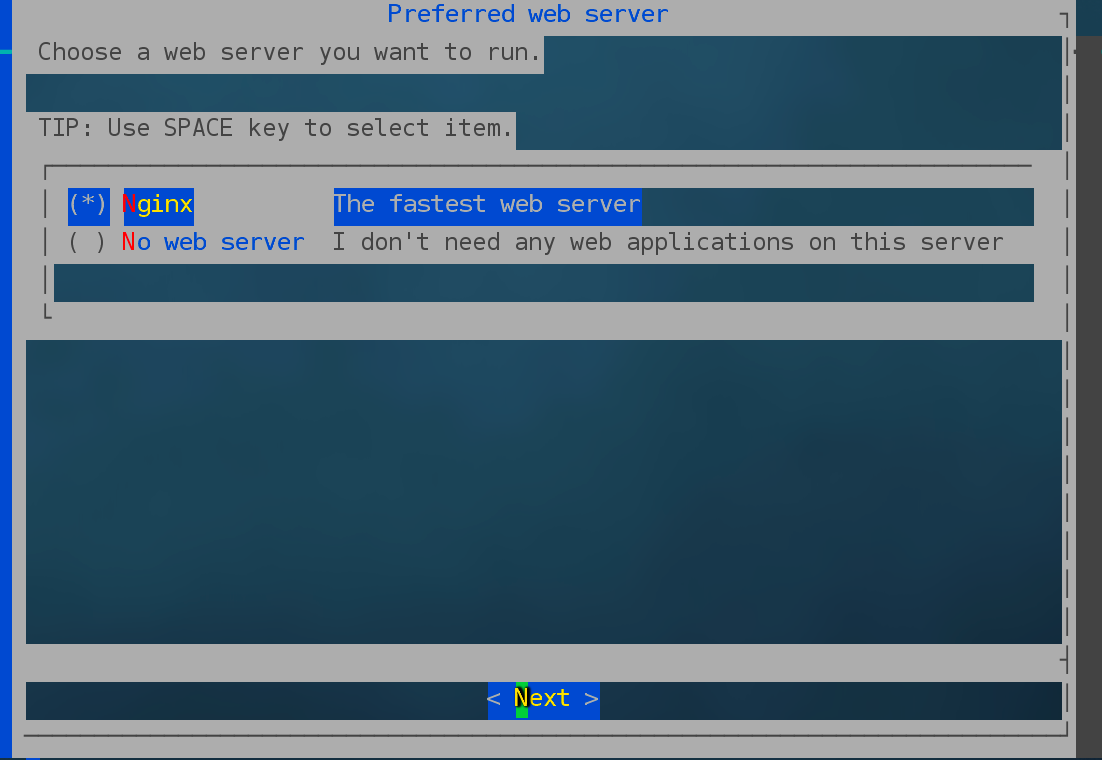 Preferred web server
Choose a web server you want to run.
TIP: Use SPACE key to select item.
(*) Nginx The fastest web server
( ) No web server I don't need any web applications on this server
< Next >